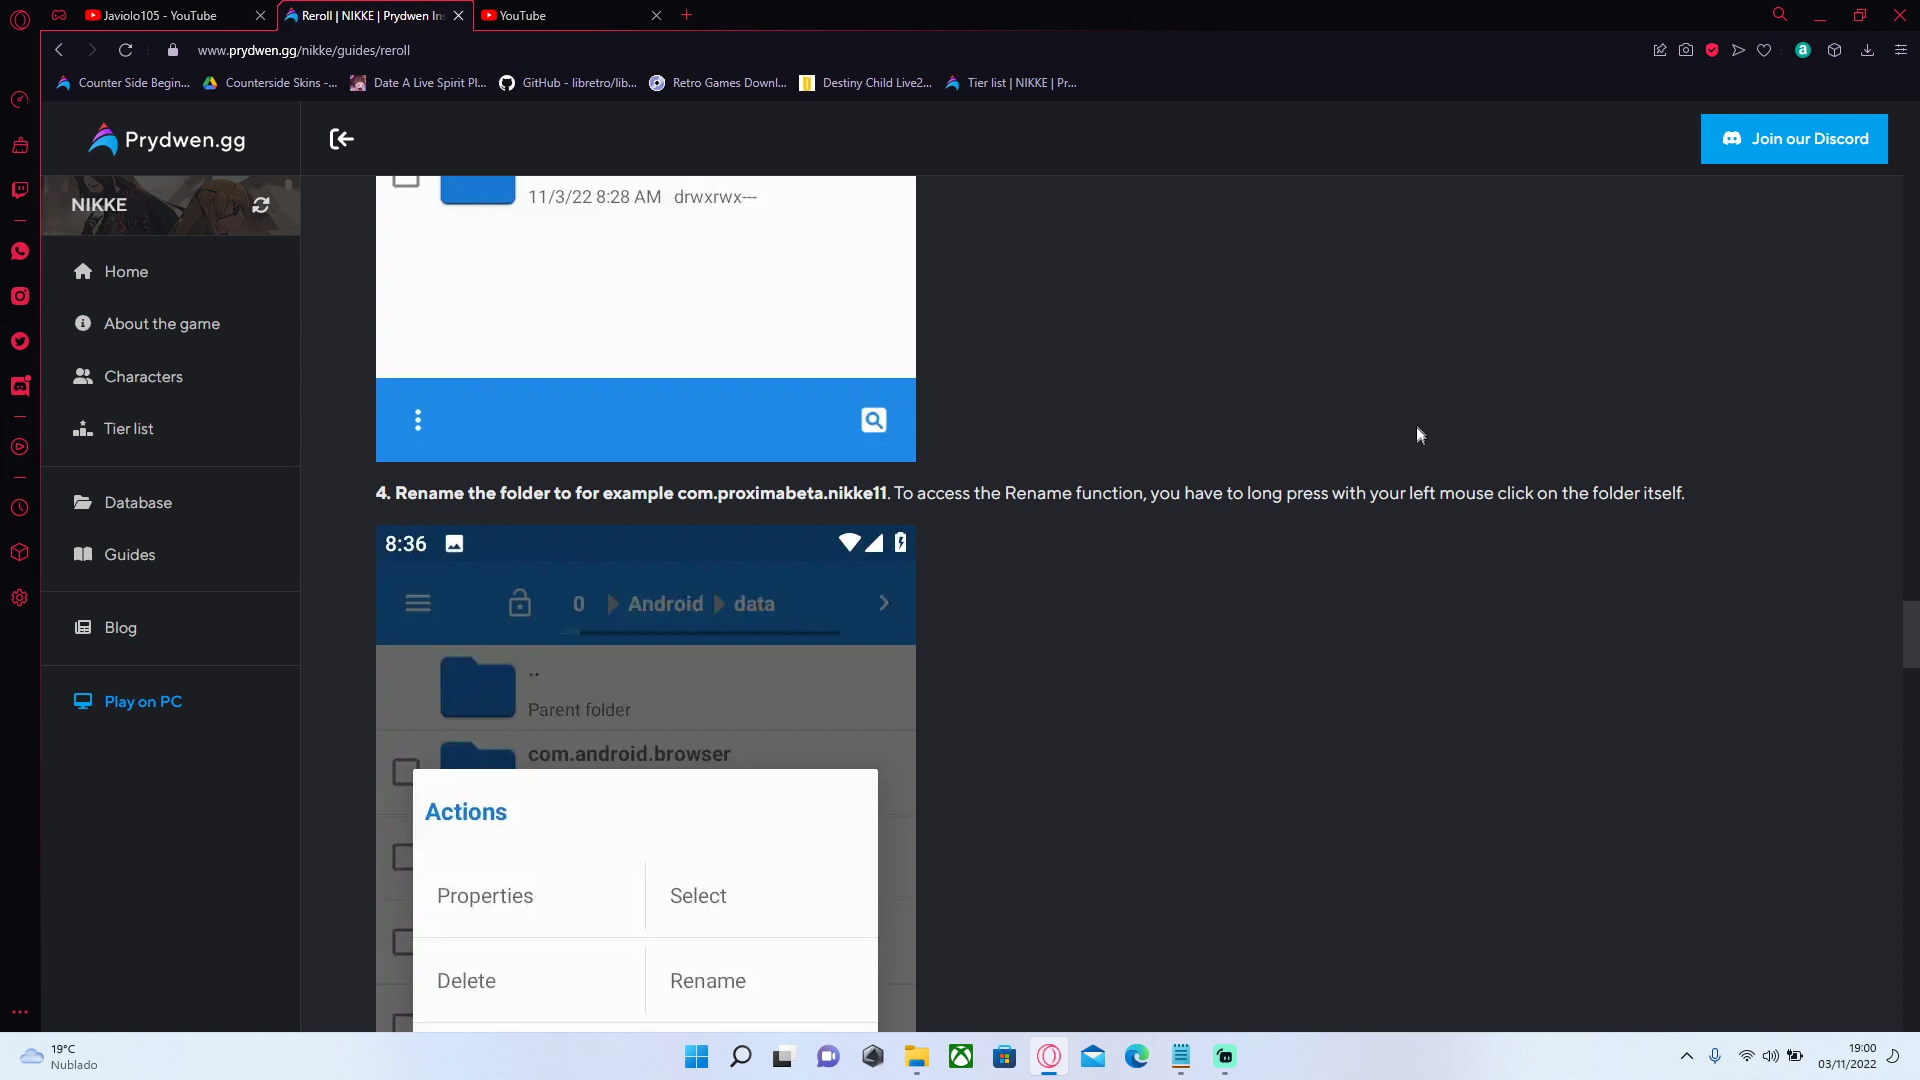 Javiolo105 - YouTube
Reroll | NIKKE | Prydwen Ins
YouTube
www.prydwen.gg/nikke/guides/reroll
Counter Side Begin...
Counterside Skins -...
Date A Live Spirit Pl...
GitHub - libretro/lib...
Retro Games Downl...
Destiny Child Live2...
Tier list | NIKKE | Pr...
Prydwen.gg
Join our Discord
NIKKE
Home
About the game
Characters
Tier list
Database
Guides
Blog
Play on PC
11/3/22 8:28 AM drwxrwx---
4. Rename the folder to for example com.proximabeta.nikke11. To access the Rename function, you have to long press with your left mouse click on the folder itself.
8:36
0 Android data
..
Parent folder
com.android.browser
Actions
Properties
Select
Delete
Rename
19°C
Nublado
19:00
03/11/2022